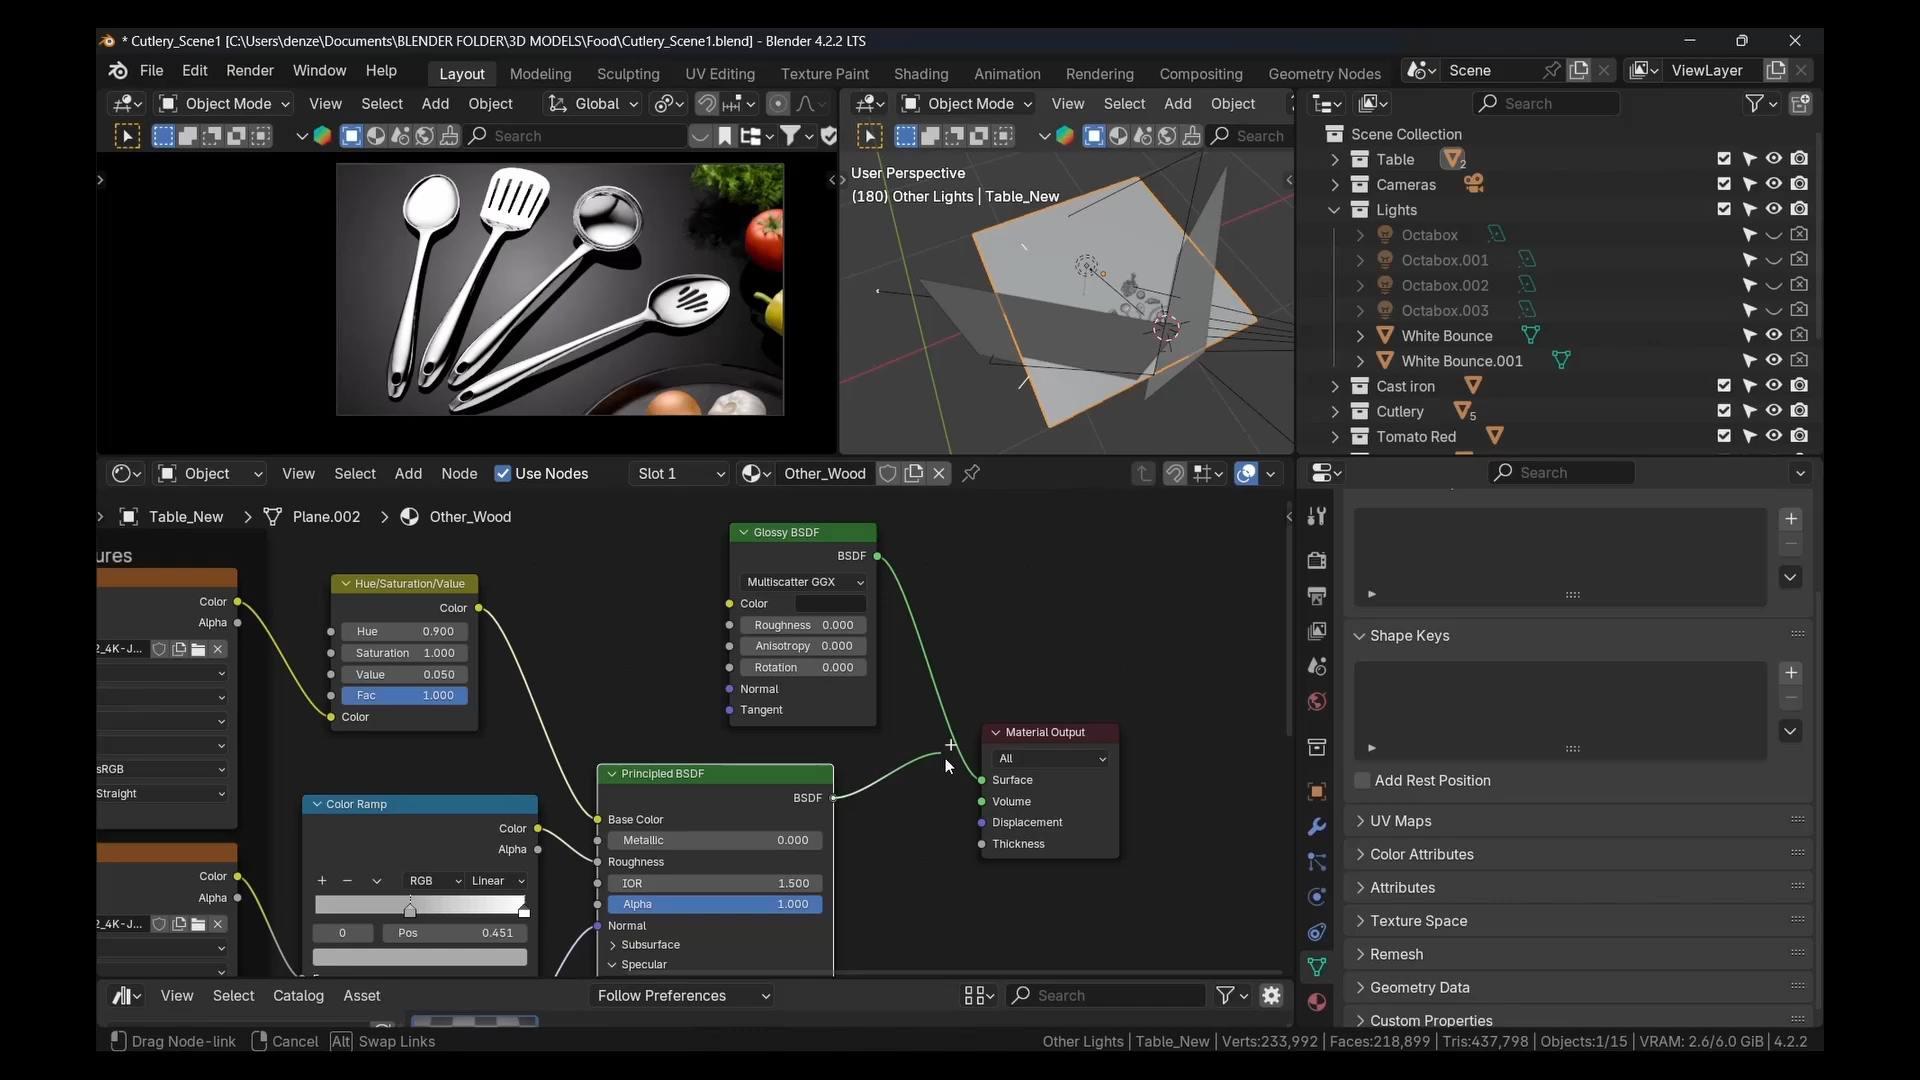 * Cutlery_Scene1 [C:\Users\denze\Documents\BLENDER FOLDER\3D MODELS\Food\Cutlery_Scene1.blend] - Blender 4.2.2 LTS
File Edit Render Window Help Layout Modeling Sculpting UV Editing Texture Paint Shading Animation Rendering Compositing Geometry Nodes Scene ViewLayer
Object Mode View Select Add Object Global Object Mode View Select Add Object Search
Search Search
Scene Collection
Table 2
Cameras
Lights
Octabox
Octabox.001
Octabox.002
Octabox.003
White Bounce
White Bounce.001
Cast iron
Cutlery 5
Tomato Red
User Perspective
(180) Other Lights | Table_New
Object View Select Add Node Use Nodes Slot 1 Other_Wood
Search
Table_New > Plane.002 > Other_Wood
ures
Color
Alpha
2_4K-J...
sRGB
Straight
Color
Alpha
2_4K-J...
Hue/Saturation/Value
Color
Hue 0.900
Saturation 1.000
Value 0.050
Fac 1.000
Color
Color Ramp
Color
Alpha
RGB Linear
0 Pos 0.451
Glossy BSDF
BSDF
Multiscatter GGX
Color
Roughness 0.000
Anisotropy 0.000
Rotation 0.000
Normal
Tangent
Principled BSDF
BSDF
Base Color
Metallic 0.000
Roughness
IOR 1.500
Alpha 1.000
Normal
Subsurface
Specular
Material Output
All
Surface
Volume
Displacement
Thickness
Shape Keys
Add Rest Position
UV Maps
Color Attributes
Attributes
Texture Space
Remesh
Geometry Data
Custom Properties
View Select Catalog Asset Follow Preferences Search
Drag Node-link Cancel Alt Swap Links Other Lights | Table_New | Verts:233,992 | Faces:218,899 | Tris:437,798 | Objects:1/15 | VRAM: 2.6/6.0 GiB | 4.2.2